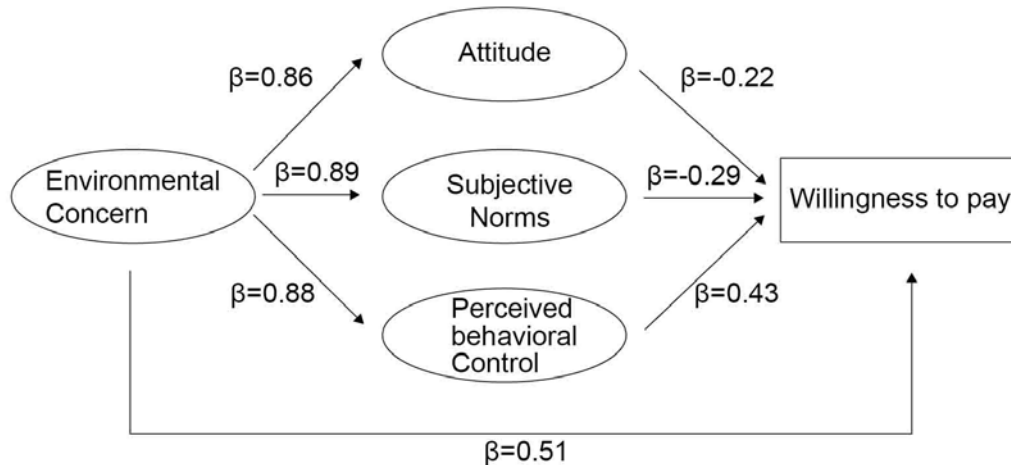 Attitude
β=0.86
β=-0.22
Environmental
Concern
β=0.89
Subjective
Norms
β=-0.29
Willingness to pay
β=0.88
Perceived
behavioral
Control
β=0.43
β=0.51